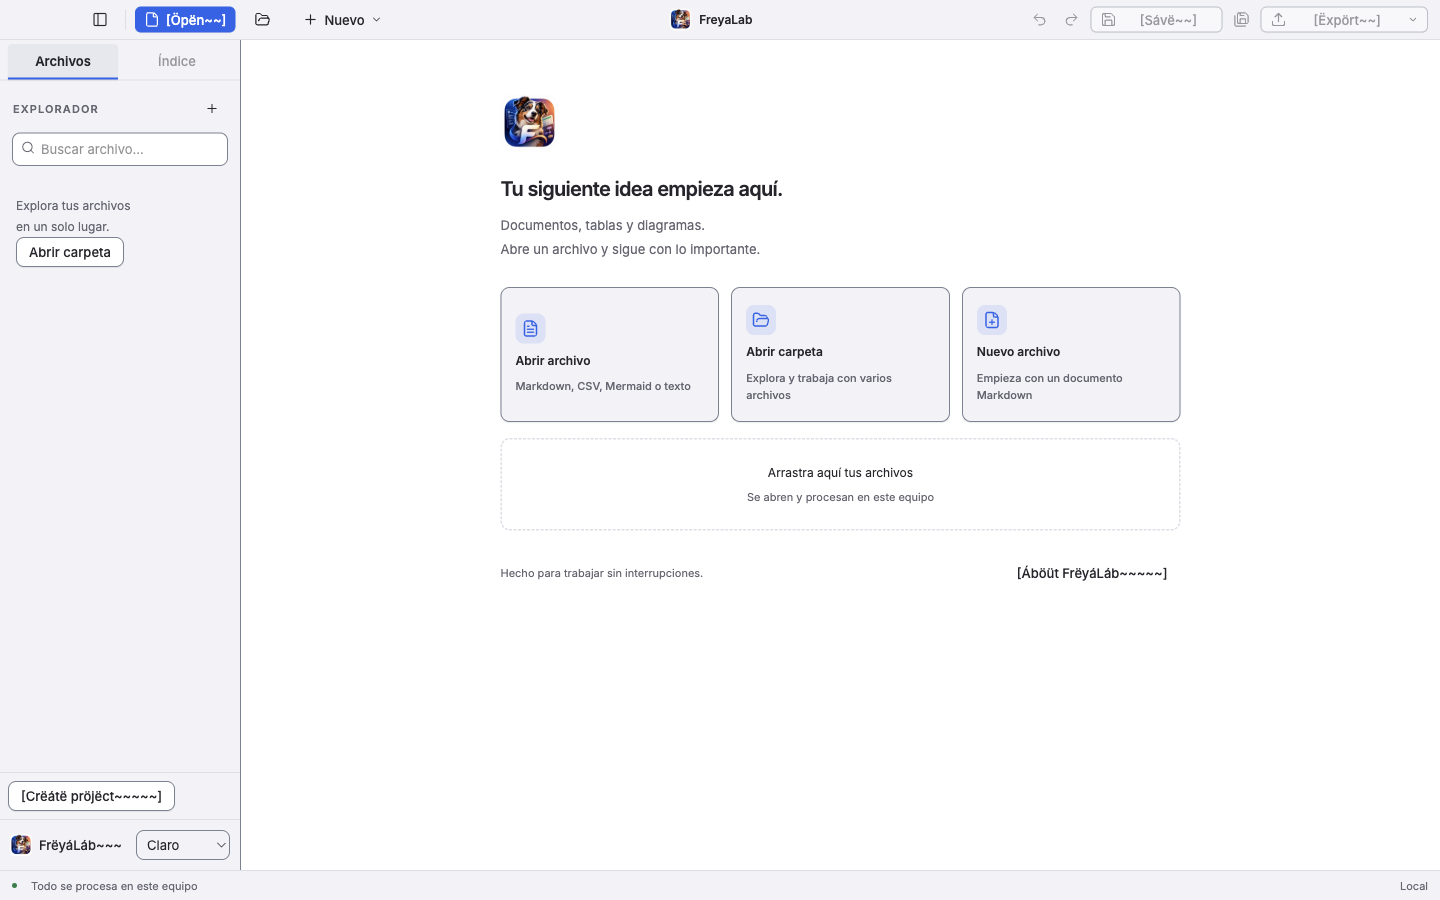 [Öpën~~]
Nuevo
FreyaLab
[Sávë~~]
[Ëxpört~~]
Archivos
Índice
EXPLORADOR
Buscar archivo...
Explora tus archivos
en un solo lugar.
Abrir carpeta
Tu siguiente idea empieza aquí.
Documentos, tablas y diagramas.
Abre un archivo y sigue con lo importante.
Abrir archivo
Markdown, CSV, Mermaid o texto
Abrir carpeta
Explora y trabaja con varios
archivos
Nuevo archivo
Empieza con un documento
Markdown
Arrastra aquí tus archivos
Se abren y procesan en este equipo
Hecho para trabajar sin interrupciones.
[Áböüt FrëyáLáb~~~~~]
[Crëátë pröjëct~~~~~]
FrëyáLáb~~~
Claro
Todo se procesa en este equipo
Local